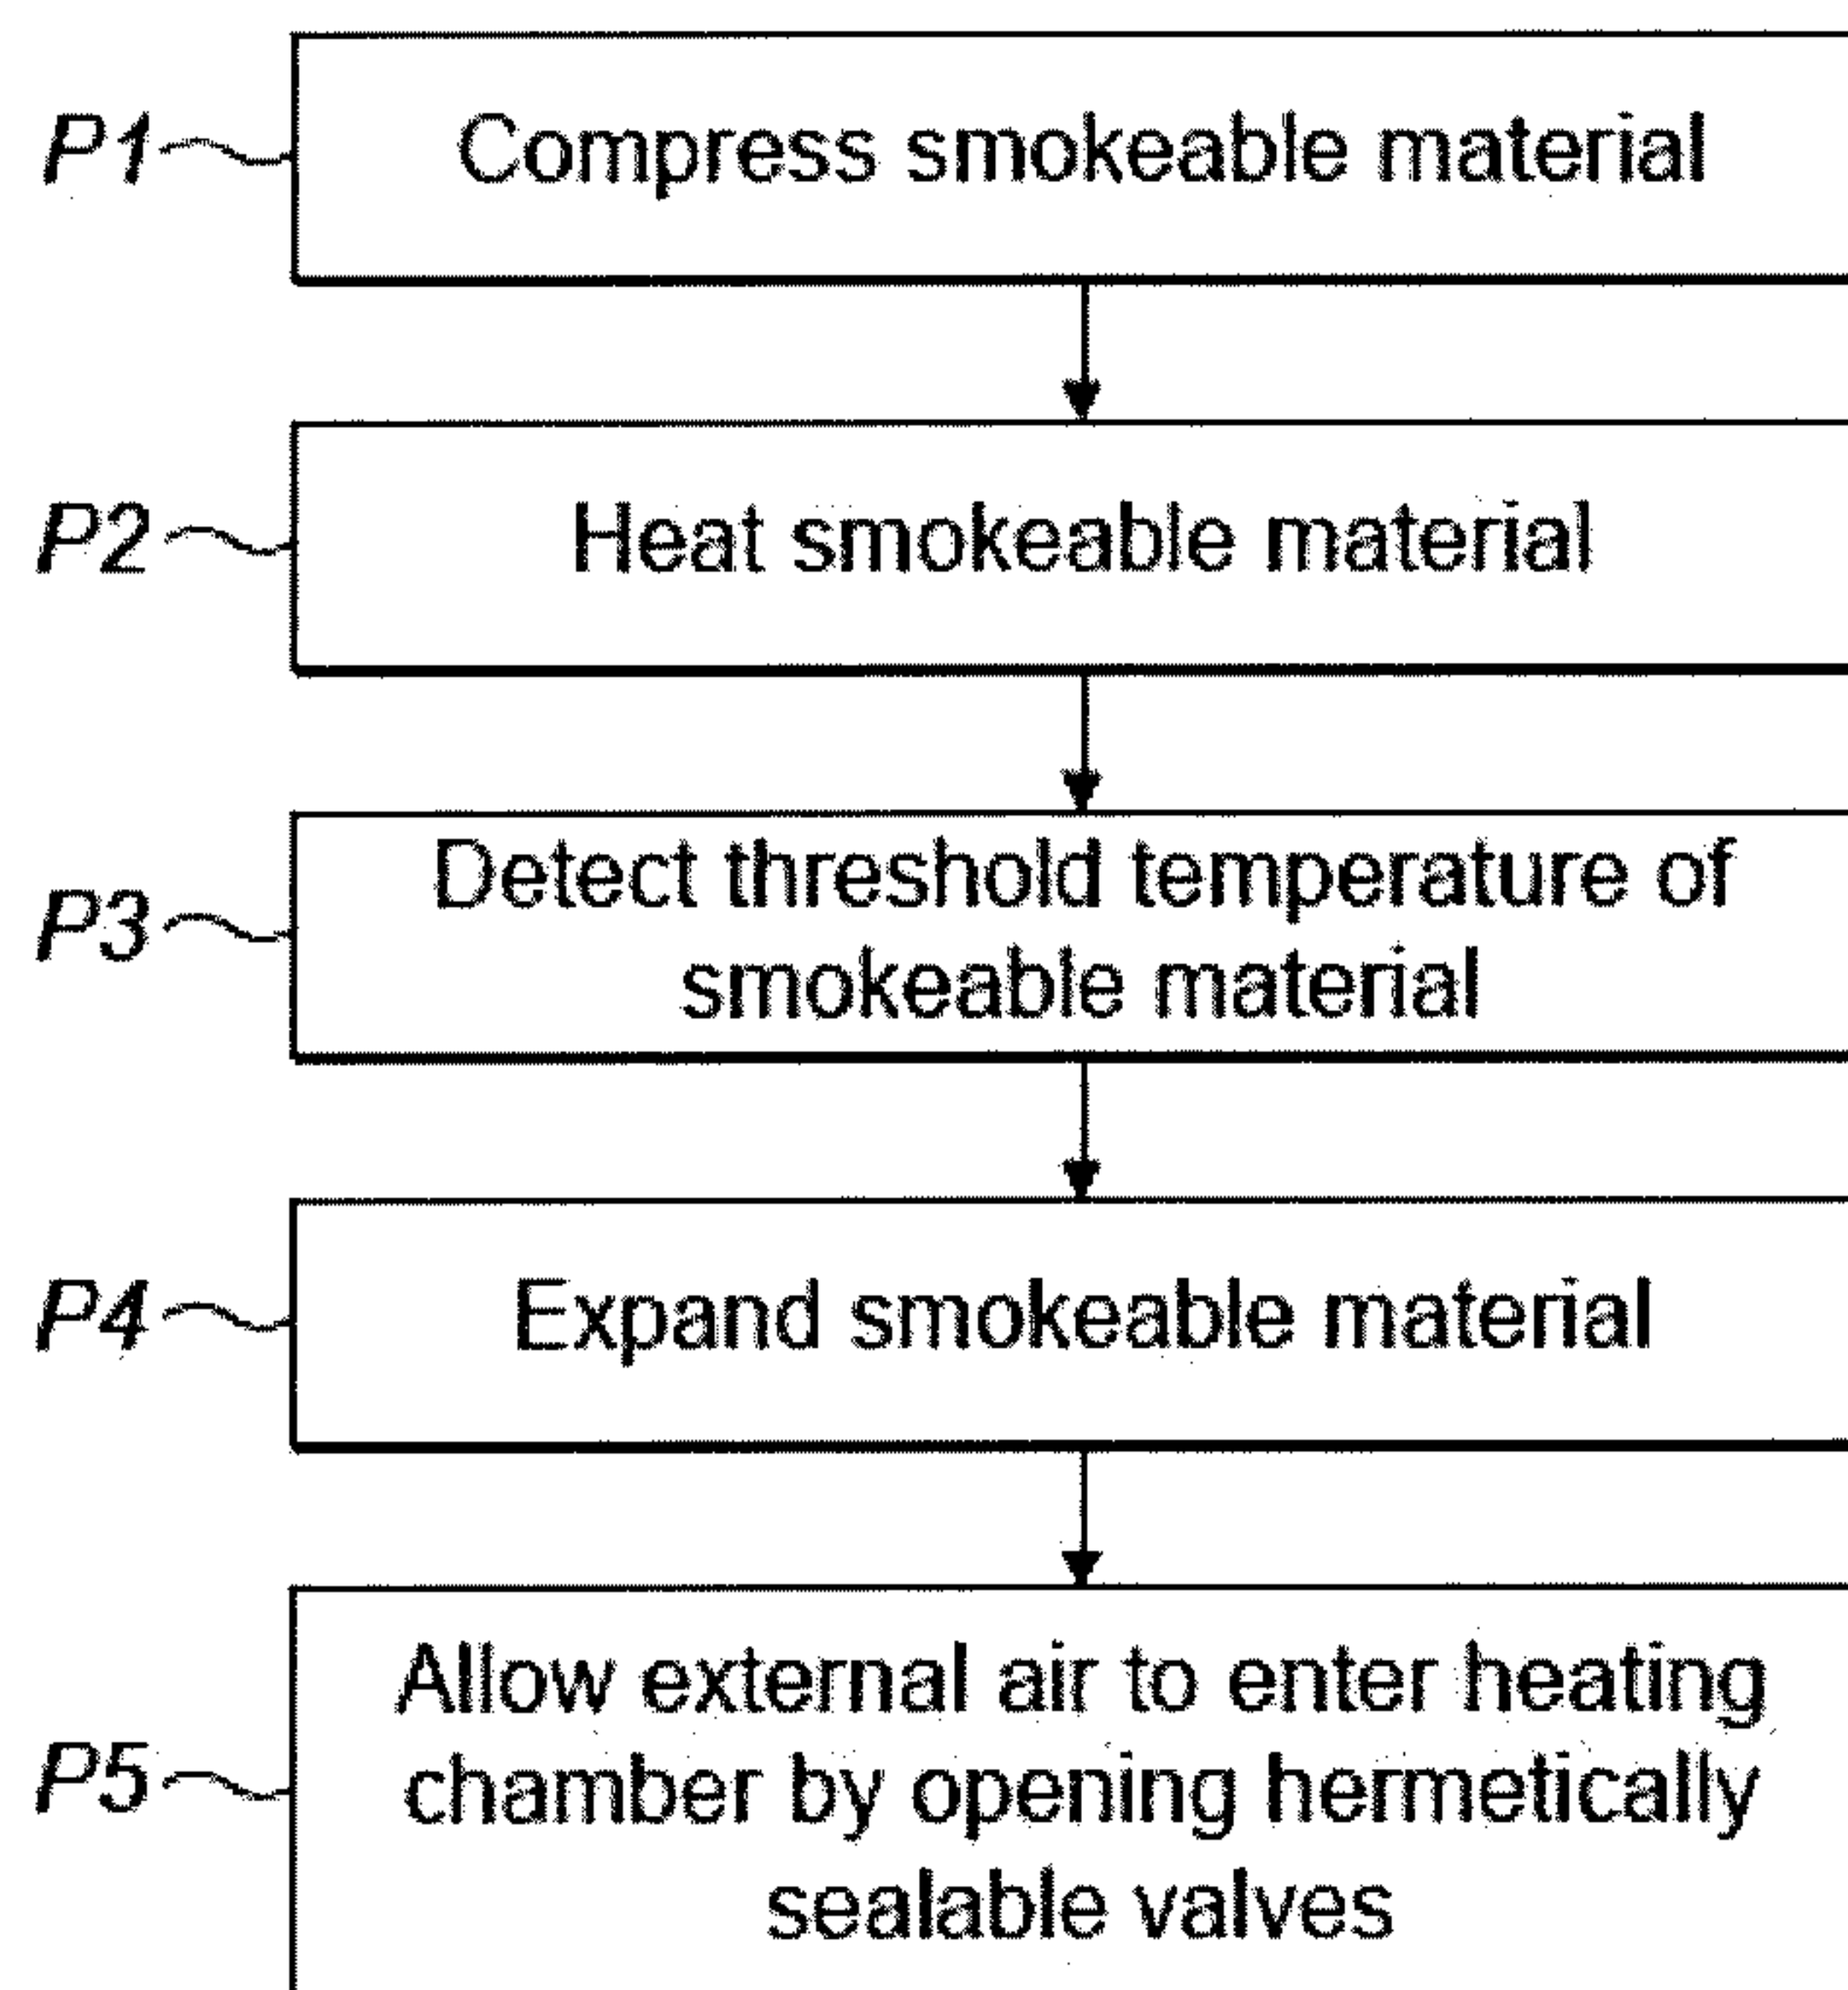 P1 Compress smokeable material
P2 Heat smokeable material
P3 Detect threshold temperature of
smokeable material
P4 Expand smokeable material
P5 Allow external air to enter heating
chamber by opening hermetically
sealable valves